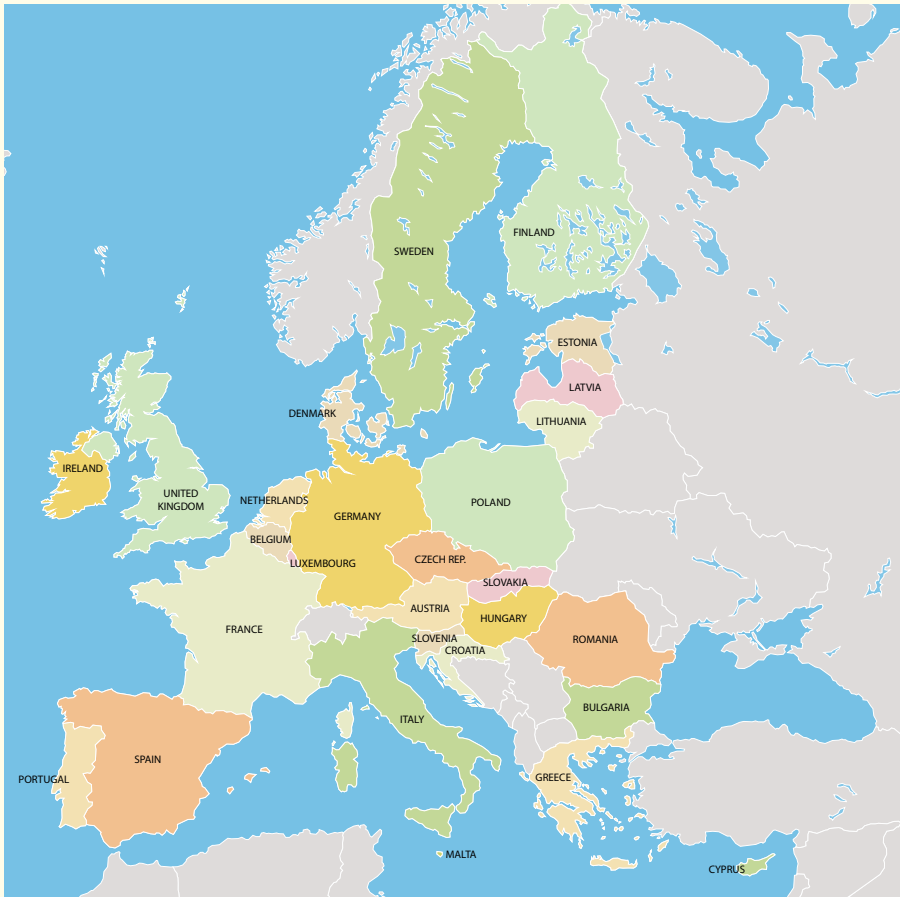 FINLAND
SWEDEN
ESTONIA
LATVIA
DENMARK
LITHUANIA
IRELAND
UNITED
KINGDOM
NETHERLANDS
POLAND
GERMANY
BELGIUM
CZECH REP.
LUXEMBOURG
SLOVAKIA
AUSTRIA
HUNGARY
FRANCE
SLOVENIA
ROMANIA
CROATIA
BULGARIA
ITALY
SPAIN
PORTUGAL
GREECE
MALTA
CYPRUS